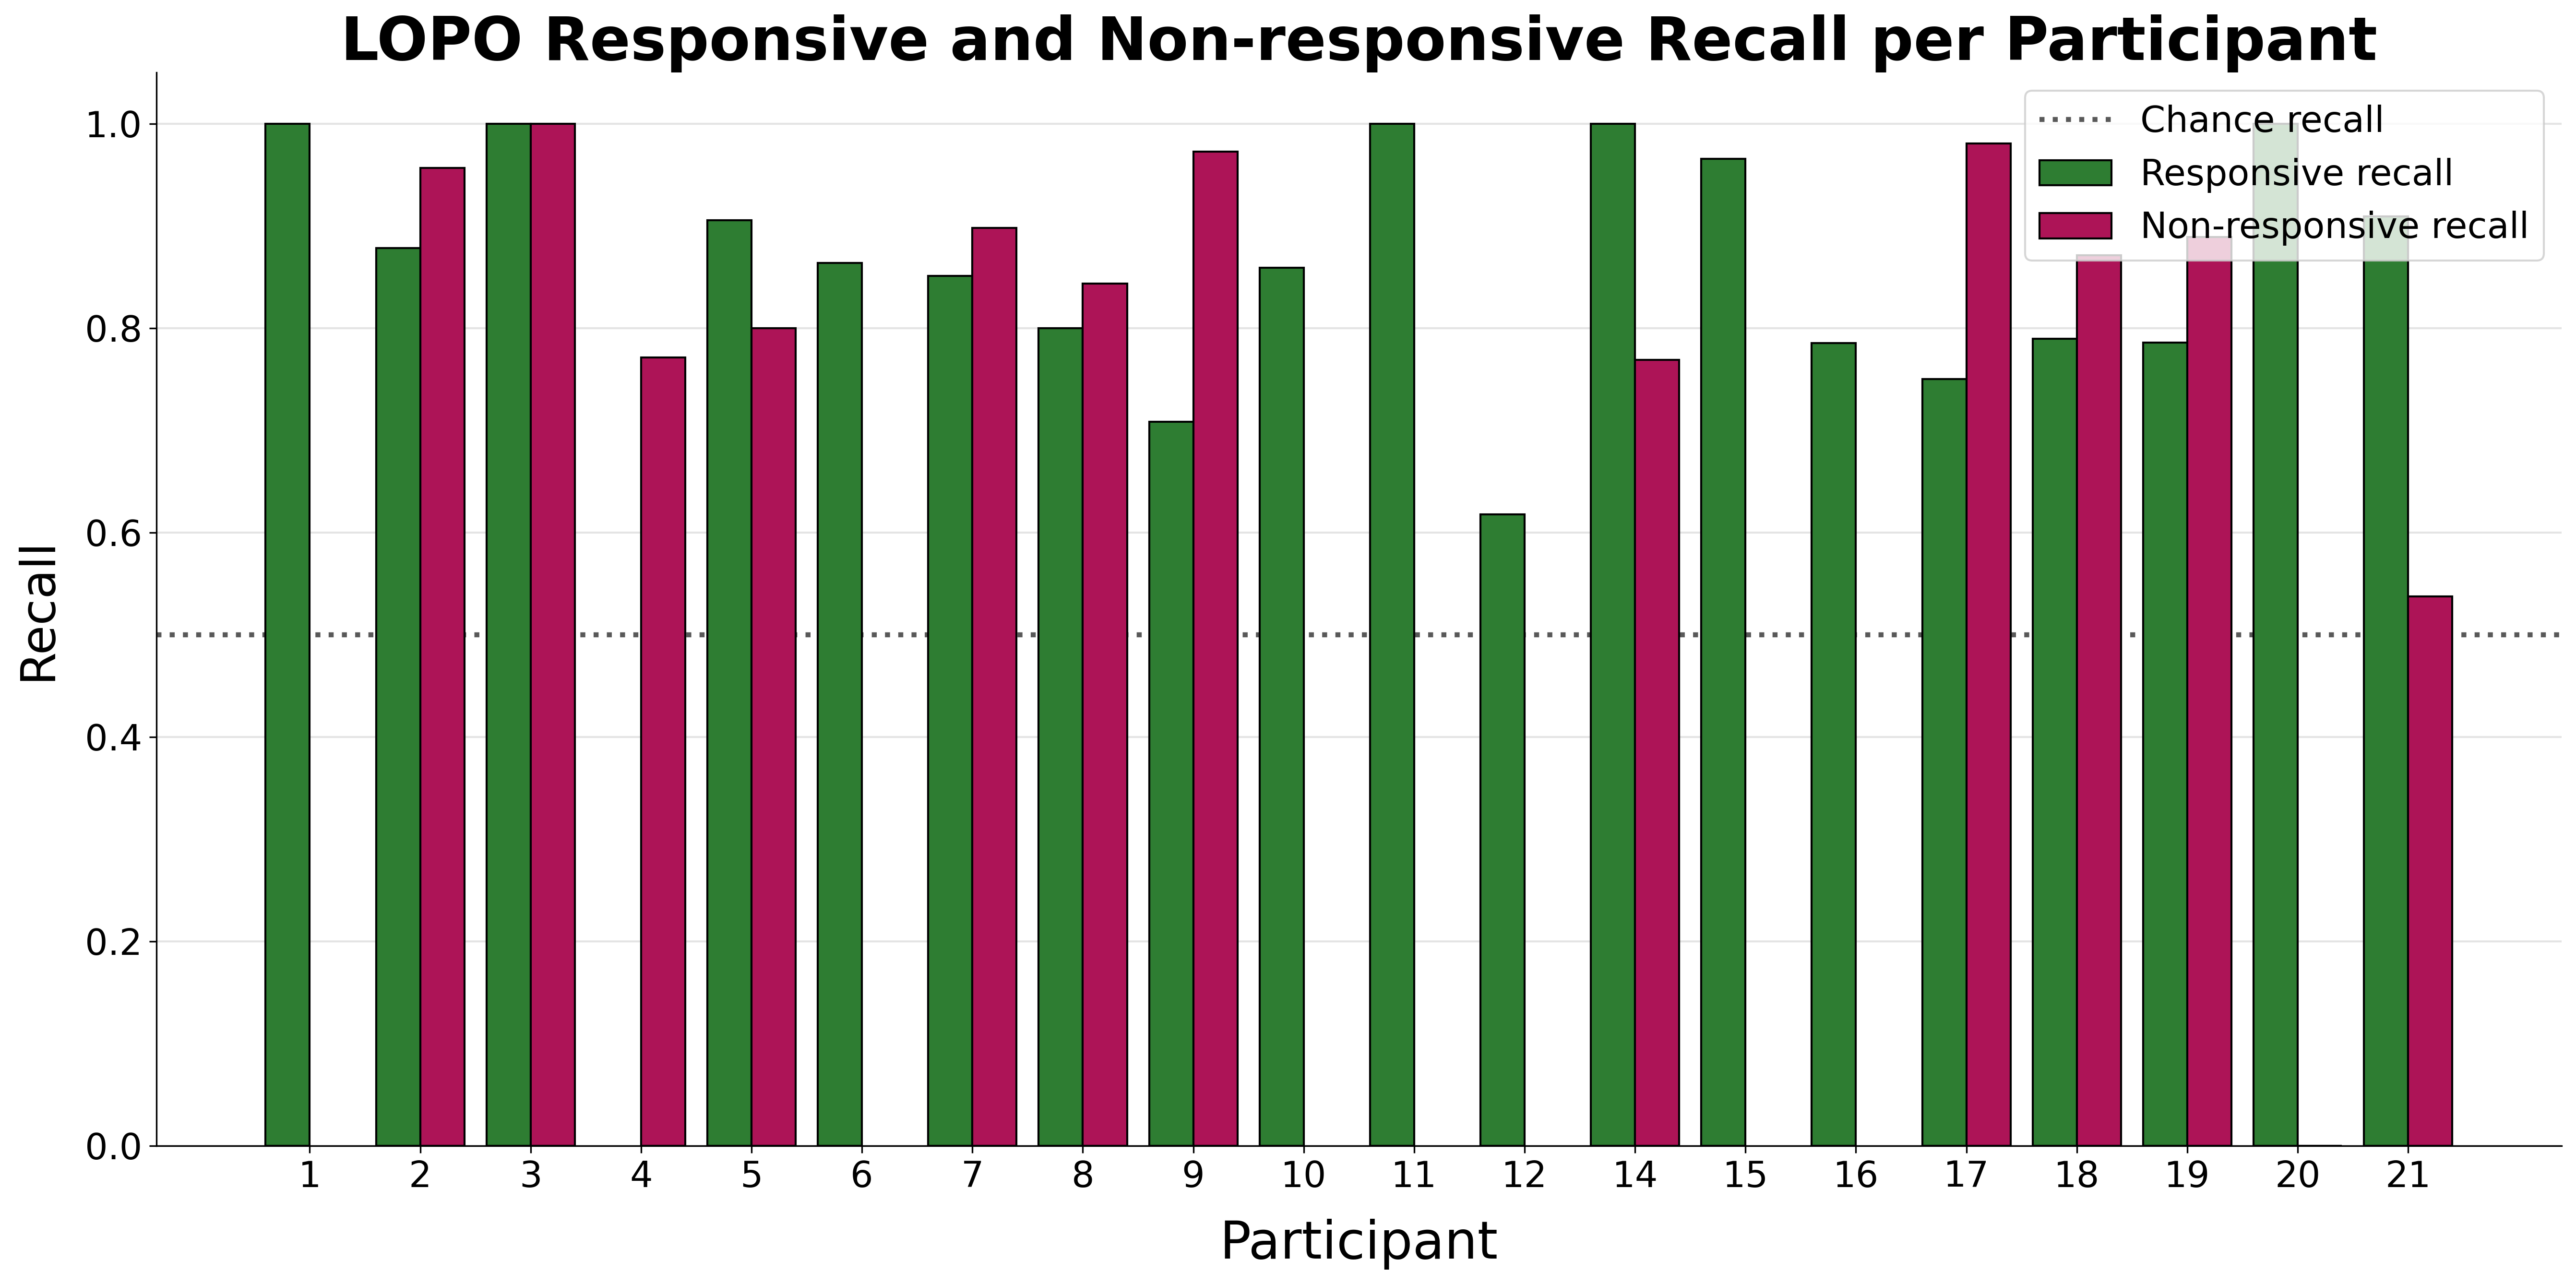 LOPO Responsive and Non-responsive Recall per Participant
Chance recall
Responsive recall
Non-responsive recall
Recall
1.0
0.8
0.6
0.4
0.2
0.0
1 2 3 4 5 6 7 8 9 10 11 12 14 15 16 17 18 19 20 21
Participant